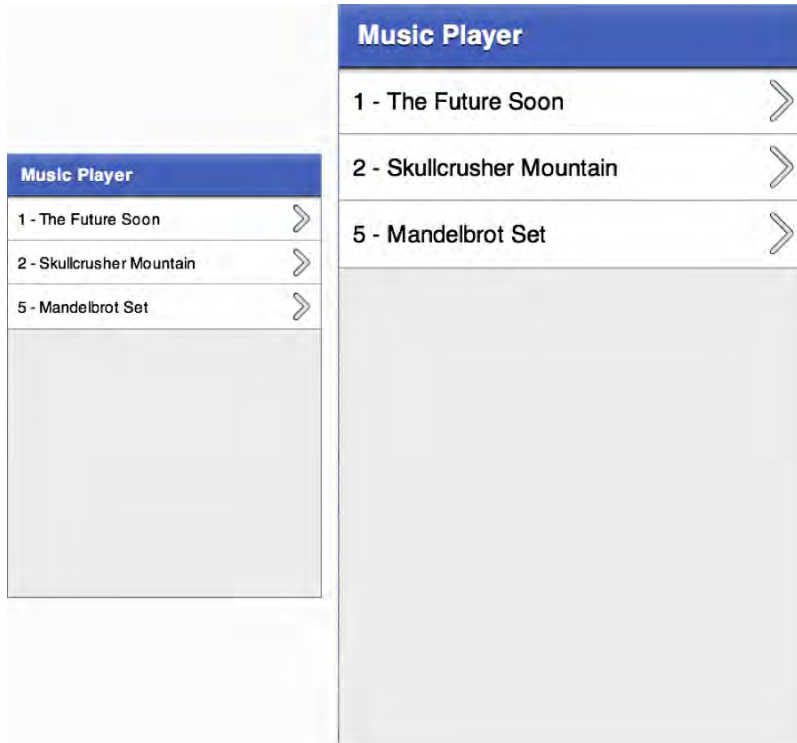 Music Player
1 - The Future Soon
2 - Skullcrusher Mountain
5 - Mandelbrot Set
Music Player
1 - The Future Soon
2 - Skullcrusher Mountain
5 - Mandelbrot Set